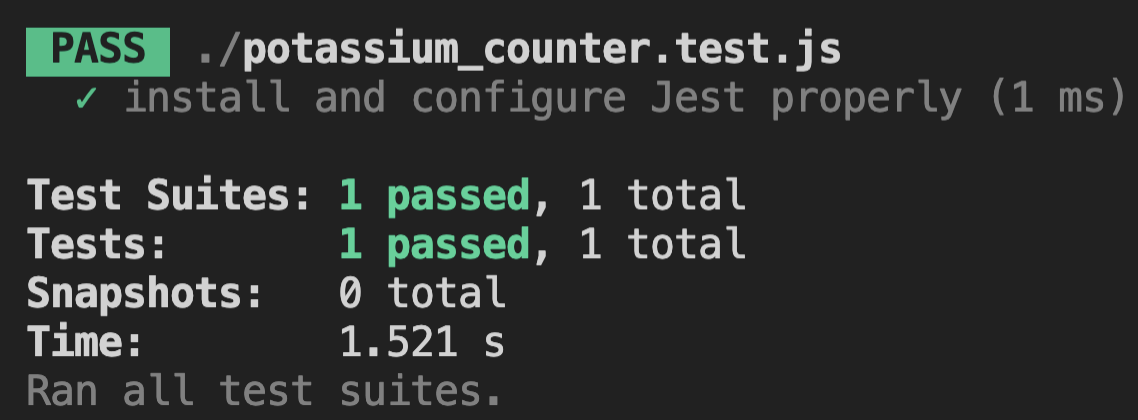 PASS ./potassium_counter.test.js
✓ install and configure Jest properly (1 ms)
Test Suites: 1 passed, 1 total
Tests: 1 passed, 1 total
Snapshots: 0 total
Time: 1.521 s
Ran all test suites.